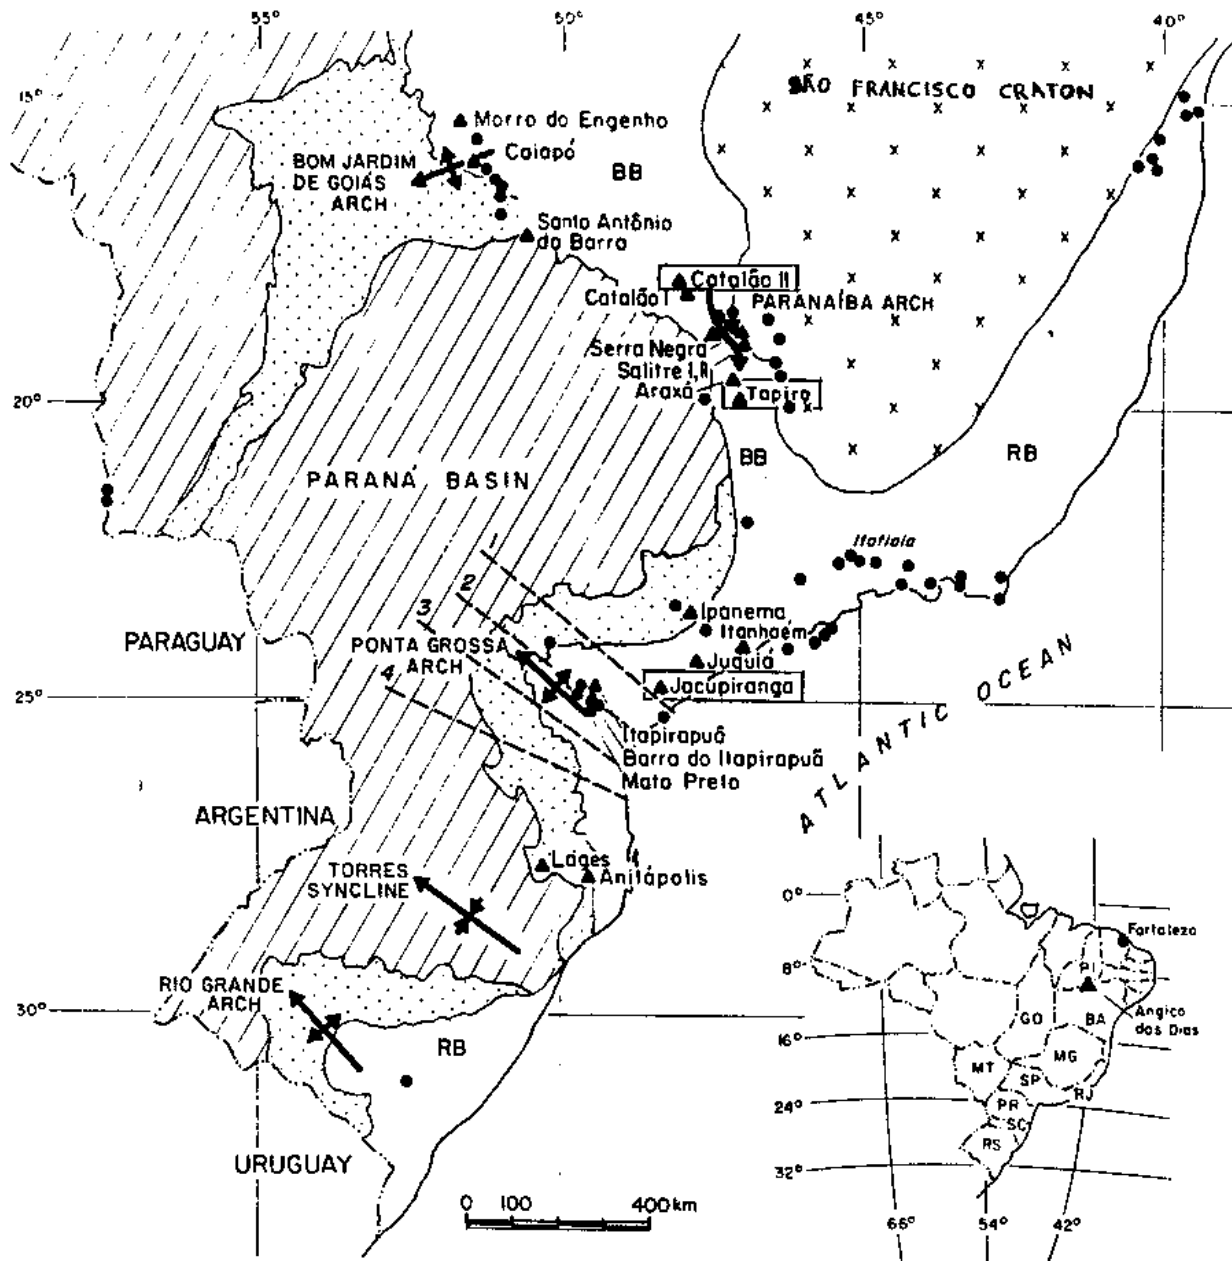 55°
50°
45°
40°
15°
SÃO FRANCISCO CRATON
Morro do Engenho
Caiapó
BOM JARDIM
DE GOIÁS
ARCH
BB
Santo Antônio
da Barra
Catalão II
Catalão I
PARANAÍBA ARCH
Serra Negra
Salitre I,II
Araxá
Tapira
20°
BB
RB
PARANÁ BASIN
1
2
3
4
Itatiaia
Ipanema
Itanhaém
PARAGUAY
PONTA GROSSA
ARCH
Juquiá
Jacupiranga
25°
ATLANTIC OCEAN
Itapirapuã
Barra do Itapirapuã
Mato Preto
ARGENTINA
Lages
Anitápolis
TORRES
SYNCLINE
RIO GRANDE
ARCH
30°
RB
URUGUAY
0 100 400 km
0°
Fortaleza
8°
PI
Angico
dos Dias
GO
BA
16°
MT
MG
SP
RJ
24°
PR
SC
RS
32°
66°
54°
42°